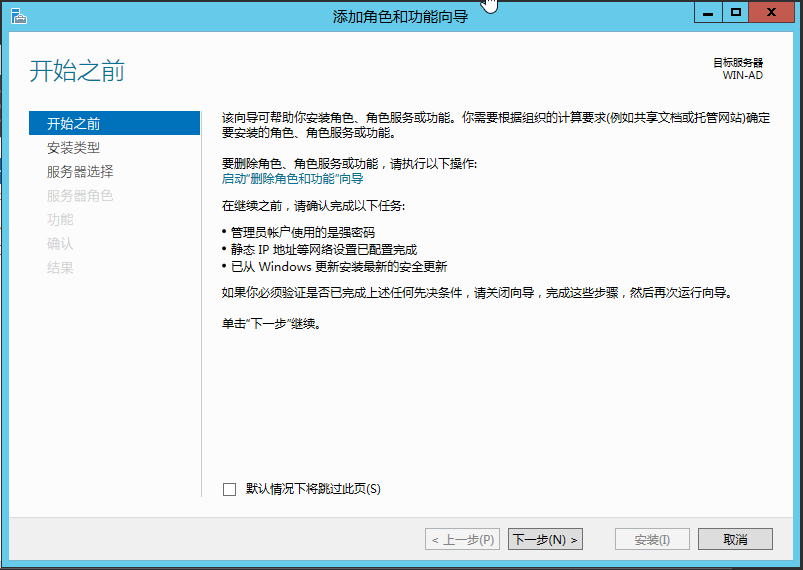 添加角色和功能向导
开始之前
目标服务器
WIN-AD
开始之前
安装类型
服务器选择
服务器角色
功能
确认
结果
该向导可帮助你安装角色、角色服务或功能。你需要根据组织的计算要求(例如共享文档或托管网站)确定
要安装的角色、角色服务或功能。
要删除角色、角色服务或功能，请执行以下操作:
启动“删除角色和功能”向导
在继续之前，请确认完成以下任务:
• 管理员帐户使用的是强密码
• 静态 IP 地址等网络设置已配置完成
• 已从 Windows 更新安装最新的安全更新
如果你必须验证是否已完成上述任何先决条件，请关闭向导，完成这些步骤，然后再次运行向导。
单击“下一步”继续。
默认情况下将跳过此页(S)
< 上一步(P)
下一步(N) >
安装(I)
取消